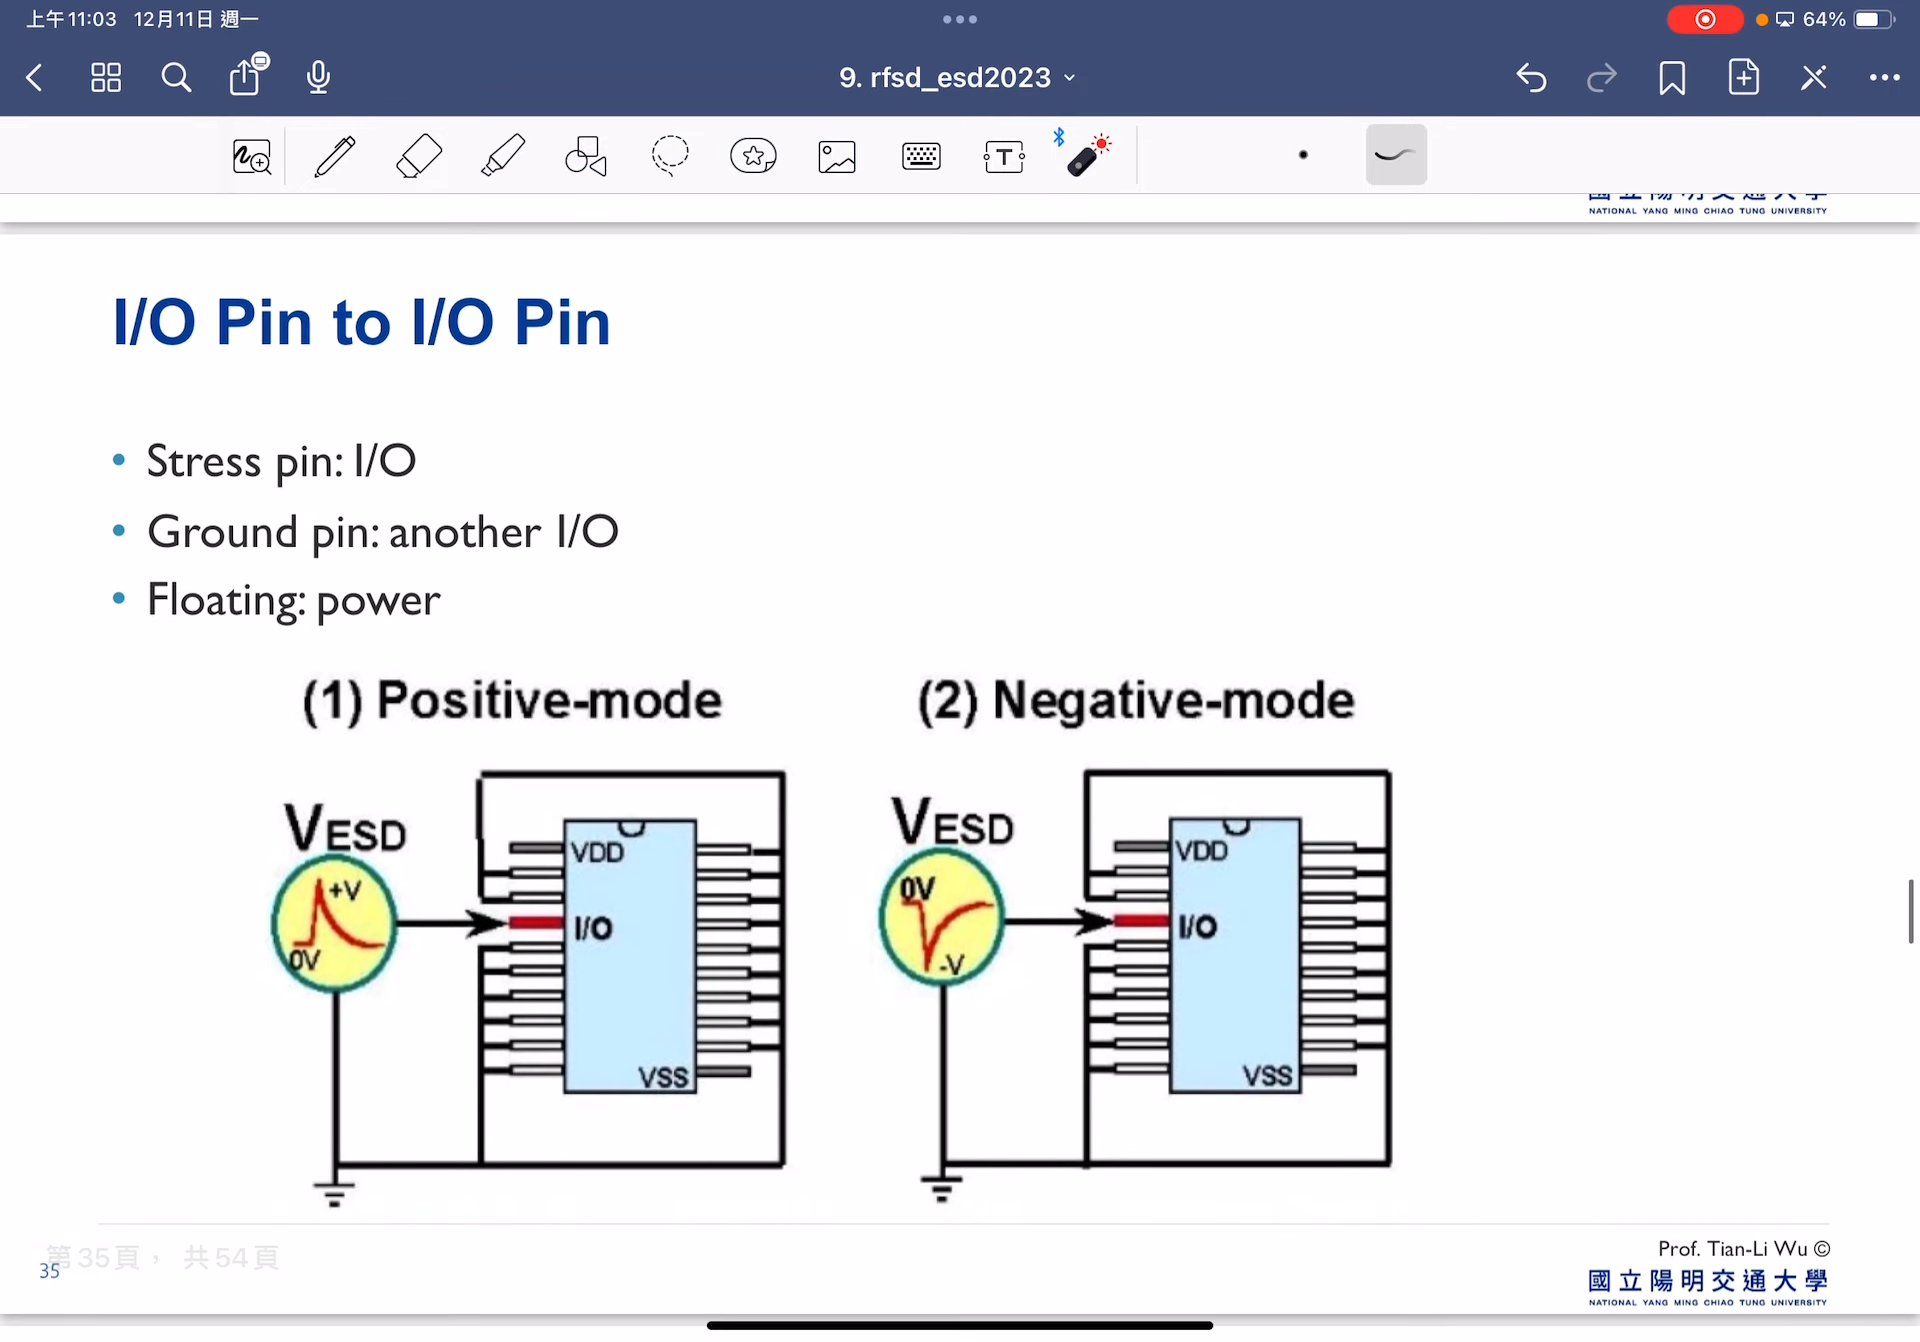 上午11:03 12月11日 週一
64%
9. rfsd_esd2023
NATIONAL YANG MING CHIAO TUNG UNIVERSITY
I/O Pin to I/O Pin
• Stress pin: I/O
• Ground pin: another I/O
• Floating: power
(1) Positive-mode
(2) Negative-mode
VESD
+V
0V
VDD
I/O
VSS
VESD
0V
-V
VDD
I/O
VSS
第35頁， 共54頁
35
Prof. Tian-Li Wu ©
國立陽明交通大學
NATIONAL YANG MING CHIAO TUNG UNIVERSITY